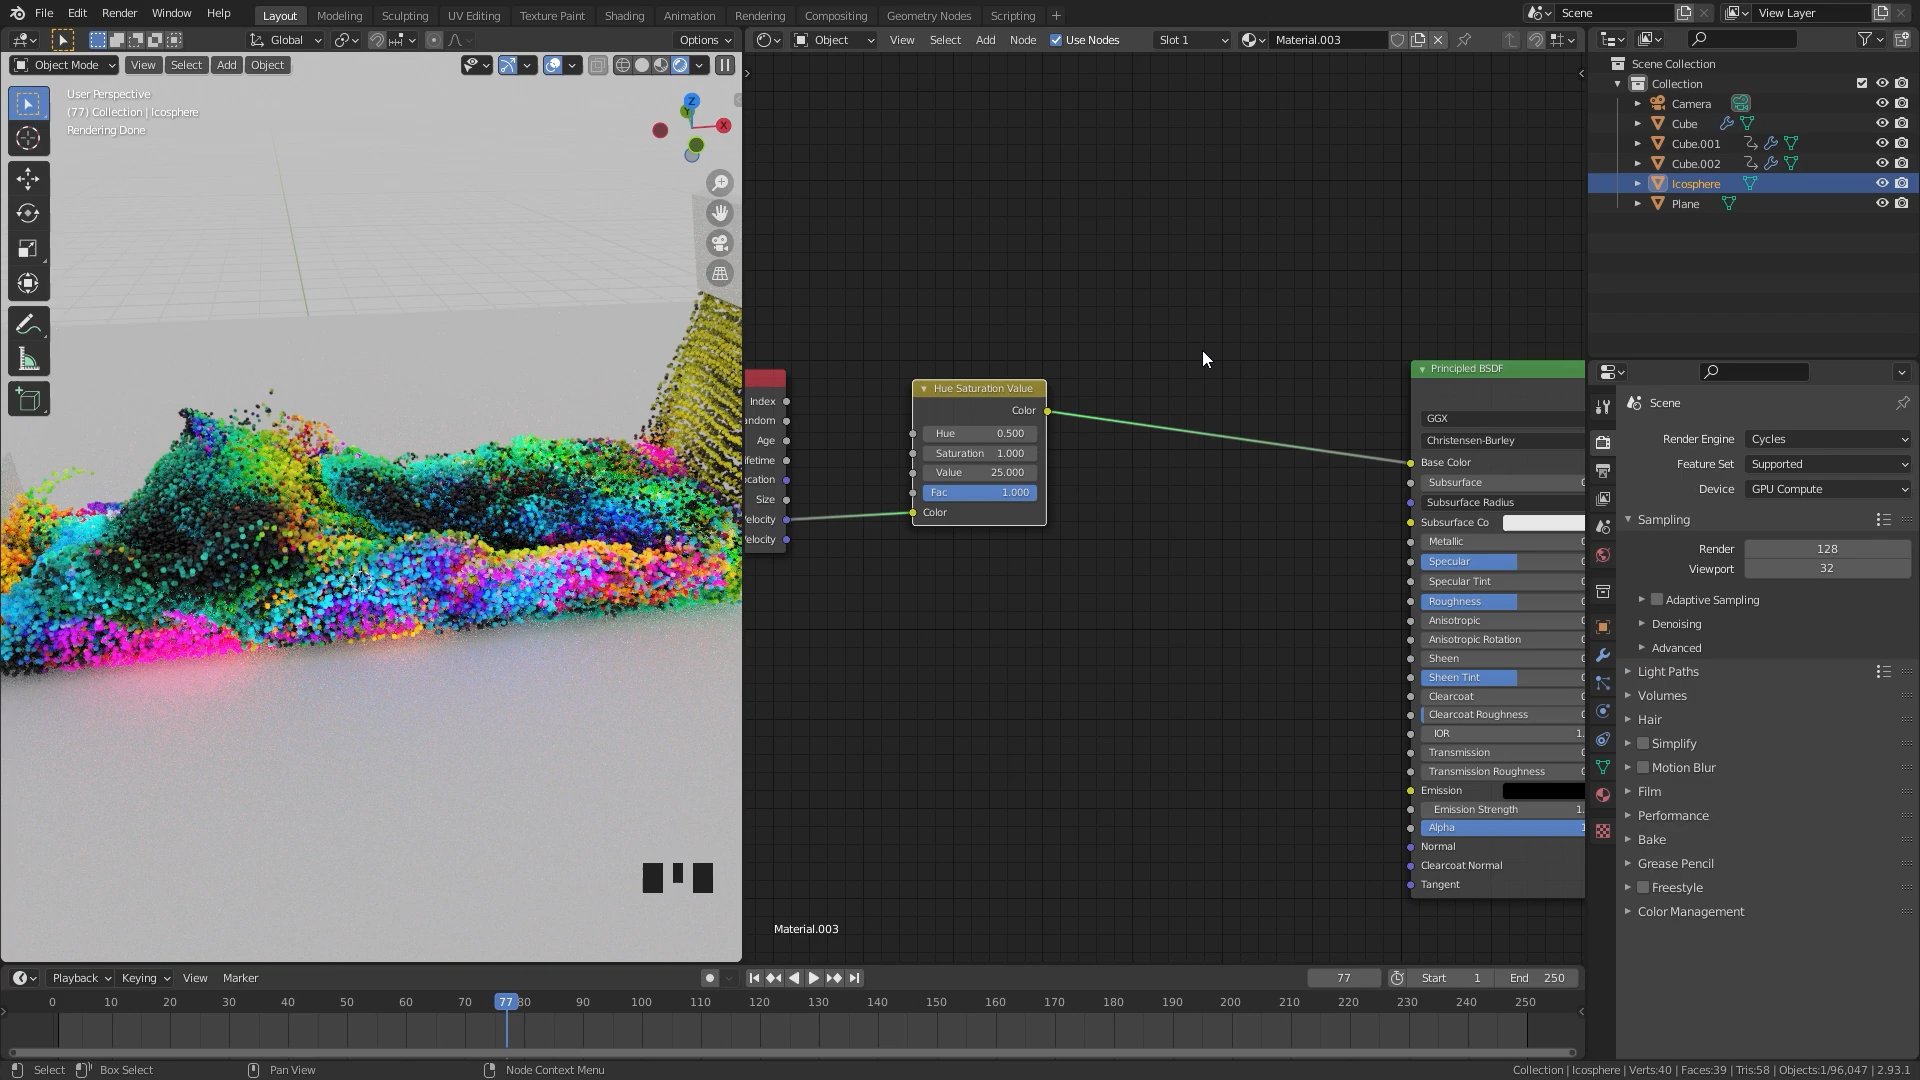 File Edit Render Window Help Layout Modeling Sculpting UV Editing Texture Paint Shading Animation Rendering Compositing Geometry Nodes Scripting + Scene View Layer
Global Options Object View Select Add Node Use Nodes Slot 1 Material.003
Object Mode View Select Add Object
User Perspective
(77) Collection | Icosphere
Rendering Done
Z
Y
X
Index
andom
Age
ifetime
ocation
Size
Velocity
Velocity
Hue Saturation Value
Color
Hue 0.500
Saturation 1.000
Value 25.000
Fac 1.000
Color
Principled BSDF
GGX
Christensen-Burley
Base Color
Subsurface
Subsurface Radius
Subsurface Co
Metallic
Specular
Specular Tint
Roughness
Anisotropic
Anisotropic Rotation
Sheen
Sheen Tint
Clearcoat
Clearcoat Roughness
IOR 1.
Transmission
Transmission Roughness
Emission
Emission Strength 1.
Alpha 1
Normal
Clearcoat Normal
Tangent
Material.003
Scene Collection
Collection
Camera
Cube
Cube.001
Cube.002
Icosphere
Plane
Scene
Render Engine Cycles
Feature Set Supported
Device GPU Compute
Sampling
Render 128
Viewport 32
Adaptive Sampling
Denoising
Advanced
Light Paths
Volumes
Hair
Simplify
Motion Blur
Film
Performance
Bake
Grease Pencil
Freestyle
Color Management
Playback Keying View Marker 77 Start 1 End 250
0 10 20 30 40 50 60 70 77 80 90 100 110 120 130 140 150 160 170 180 190 200 210 220 230 240 250
Select Box Select Pan View Node Context Menu Collection | Icosphere | Verts:40 | Faces:39 | Tris:58 | Objects:1/96,047 | 2.93.1